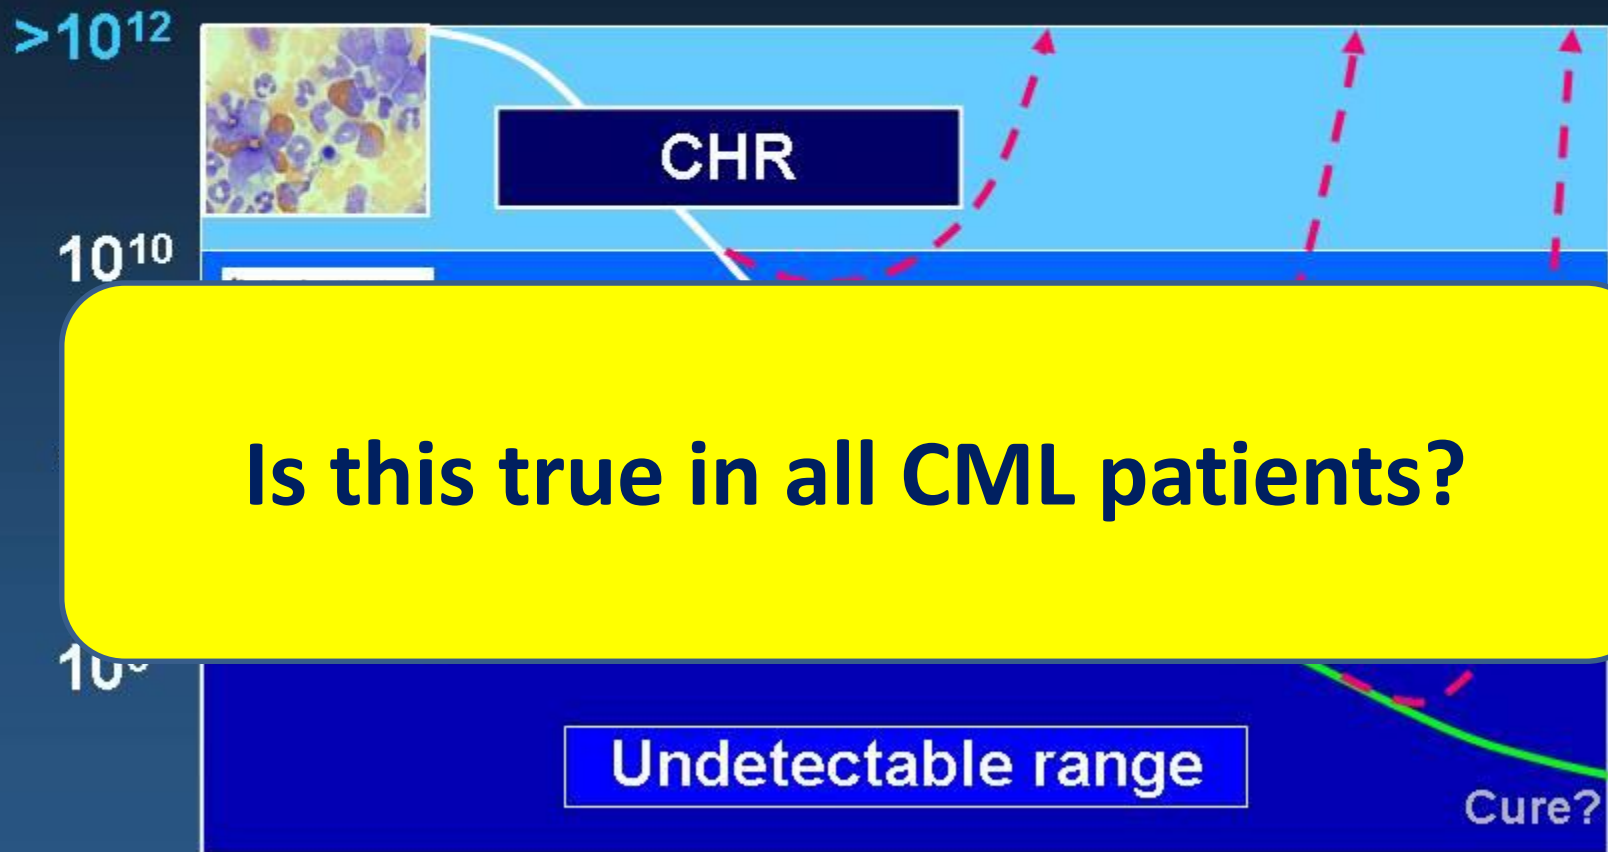 >10¹²
CHR
10¹⁰
Is this true in all CML patients?
Undetectable range
Cure?